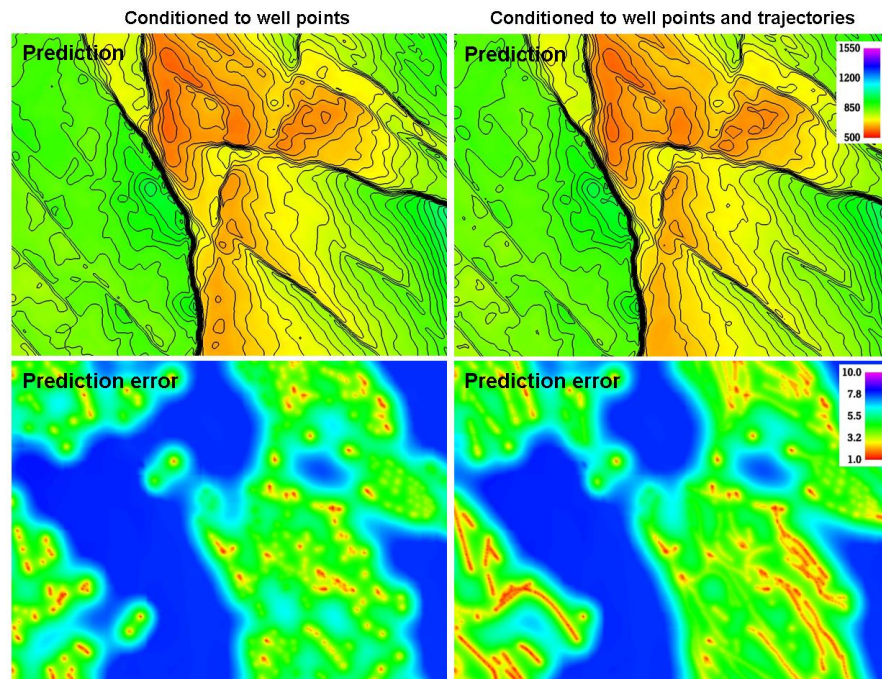 Conditioned to well points
Conditioned to well points and trajectories
Prediction
Prediction
1550
1200
850
500
Prediction error
Prediction error
10.0
7.8
5.5
3.2
1.0